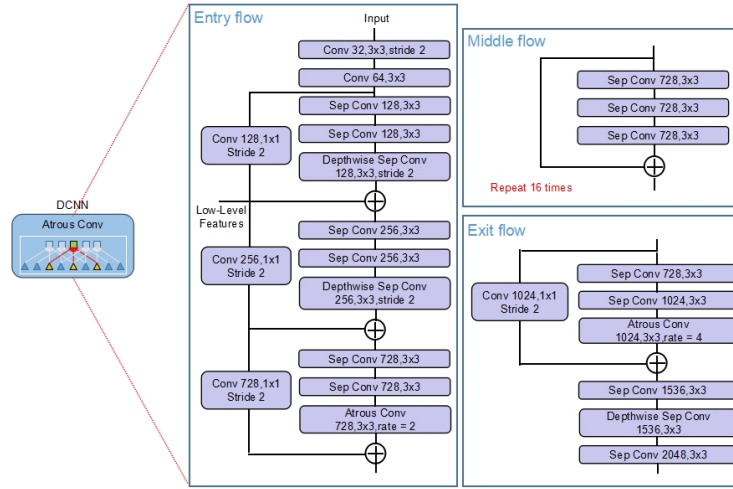 DCNN
Atrous Conv
Entry flow
Input
Conv 32,3x3,stride 2
Conv 64,3x3
Sep Conv 128,3x3
Sep Conv 128,3x3
Conv 128,1x1
Stride 2
Depthwise Sep Conv
128,3x3,stride 2
Low-Level
Features
Sep Conv 256,3x3
Sep Conv 256,3x3
Conv 256,1x1
Stride 2
Depthwise Sep Conv
256,3x3,stride 2
Sep Conv 728,3x3
Sep Conv 728,3x3
Conv 728,1x1
Stride 2
Atrous Conv
728,3x3,rate = 2
Middle flow
Sep Conv 728,3x3
Sep Conv 728,3x3
Sep Conv 728,3x3
Repeat 16 times
Exit flow
Sep Conv 728,3x3
Conv 1024,1x1
Stride 2
Sep Conv 1024,3x3
Atrous Conv
1024,3x3,rate = 4
Sep Conv 1536,3x3
Depthwise Sep Conv
1536,3x3
Sep Conv 2048,3x3